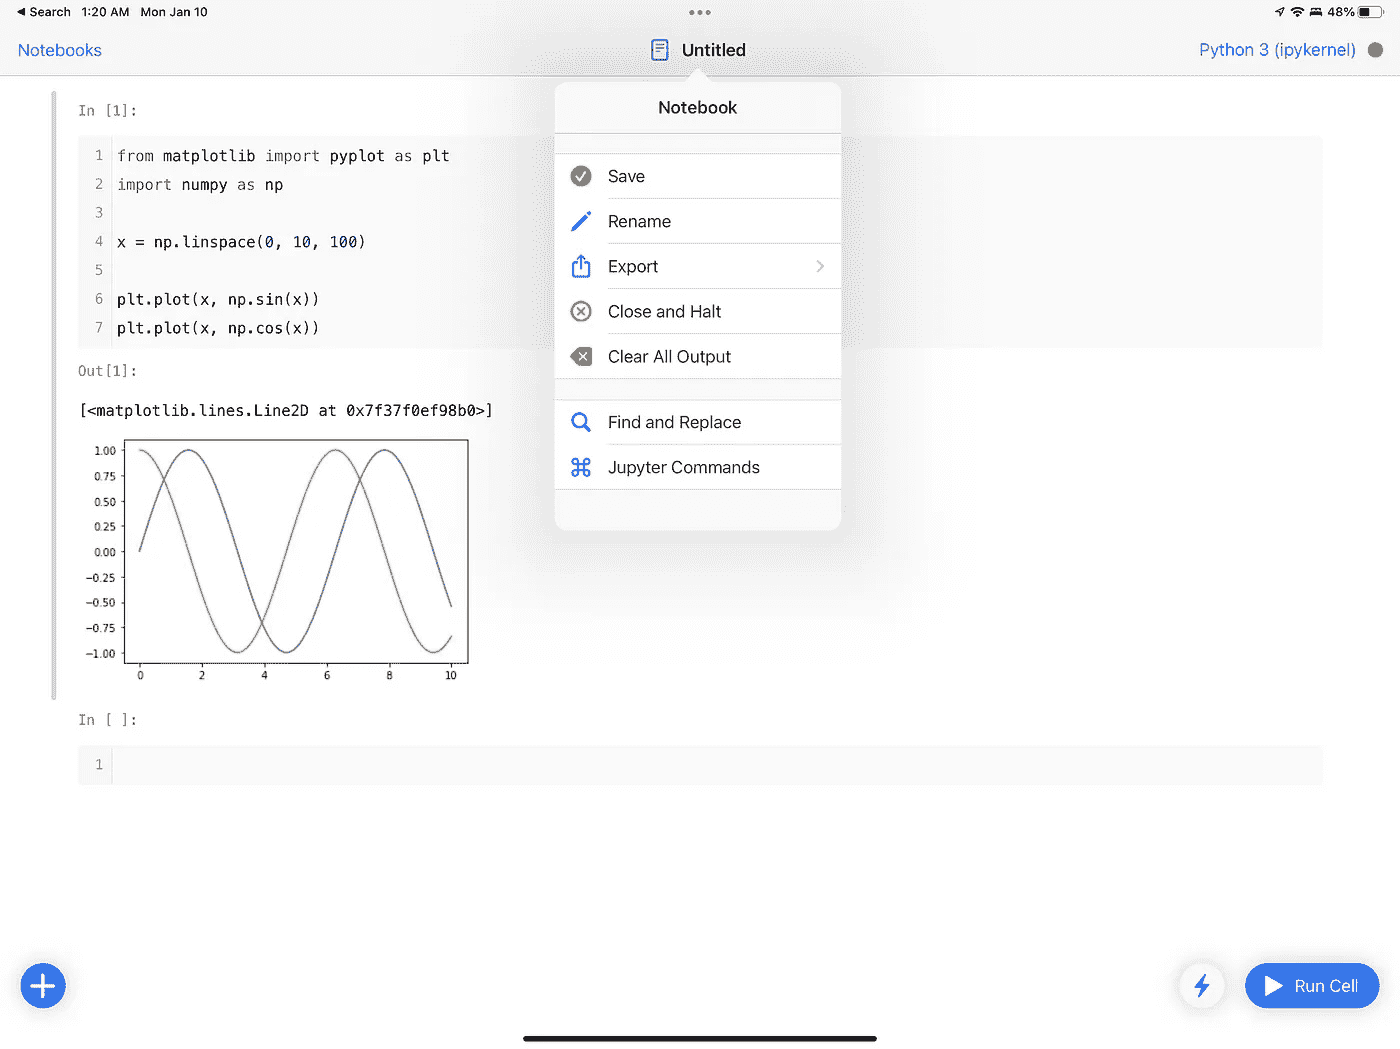 Search 1:20 AM Mon Jan 10
48%
Notebooks
Untitled
Python 3 (ipykernel)
Notebook
Save
Rename
Export
Close and Halt
Clear All Output
Find and Replace
Jupyter Commands
In [1]:
1 from matplotlib import pyplot as plt
2 import numpy as np
3
4 x = np.linspace(0, 10, 100)
5
6 plt.plot(x, np.sin(x))
7 plt.plot(x, np.cos(x))
Out[1]:
[<matplotlib.lines.Line2D at 0x7f37f0ef98b0>]
1.00
0.75
0.50
0.25
0.00
−0.25
−0.50
−0.75
−1.00
0 2 4 6 8 10
In [ ]:
1
Run Cell